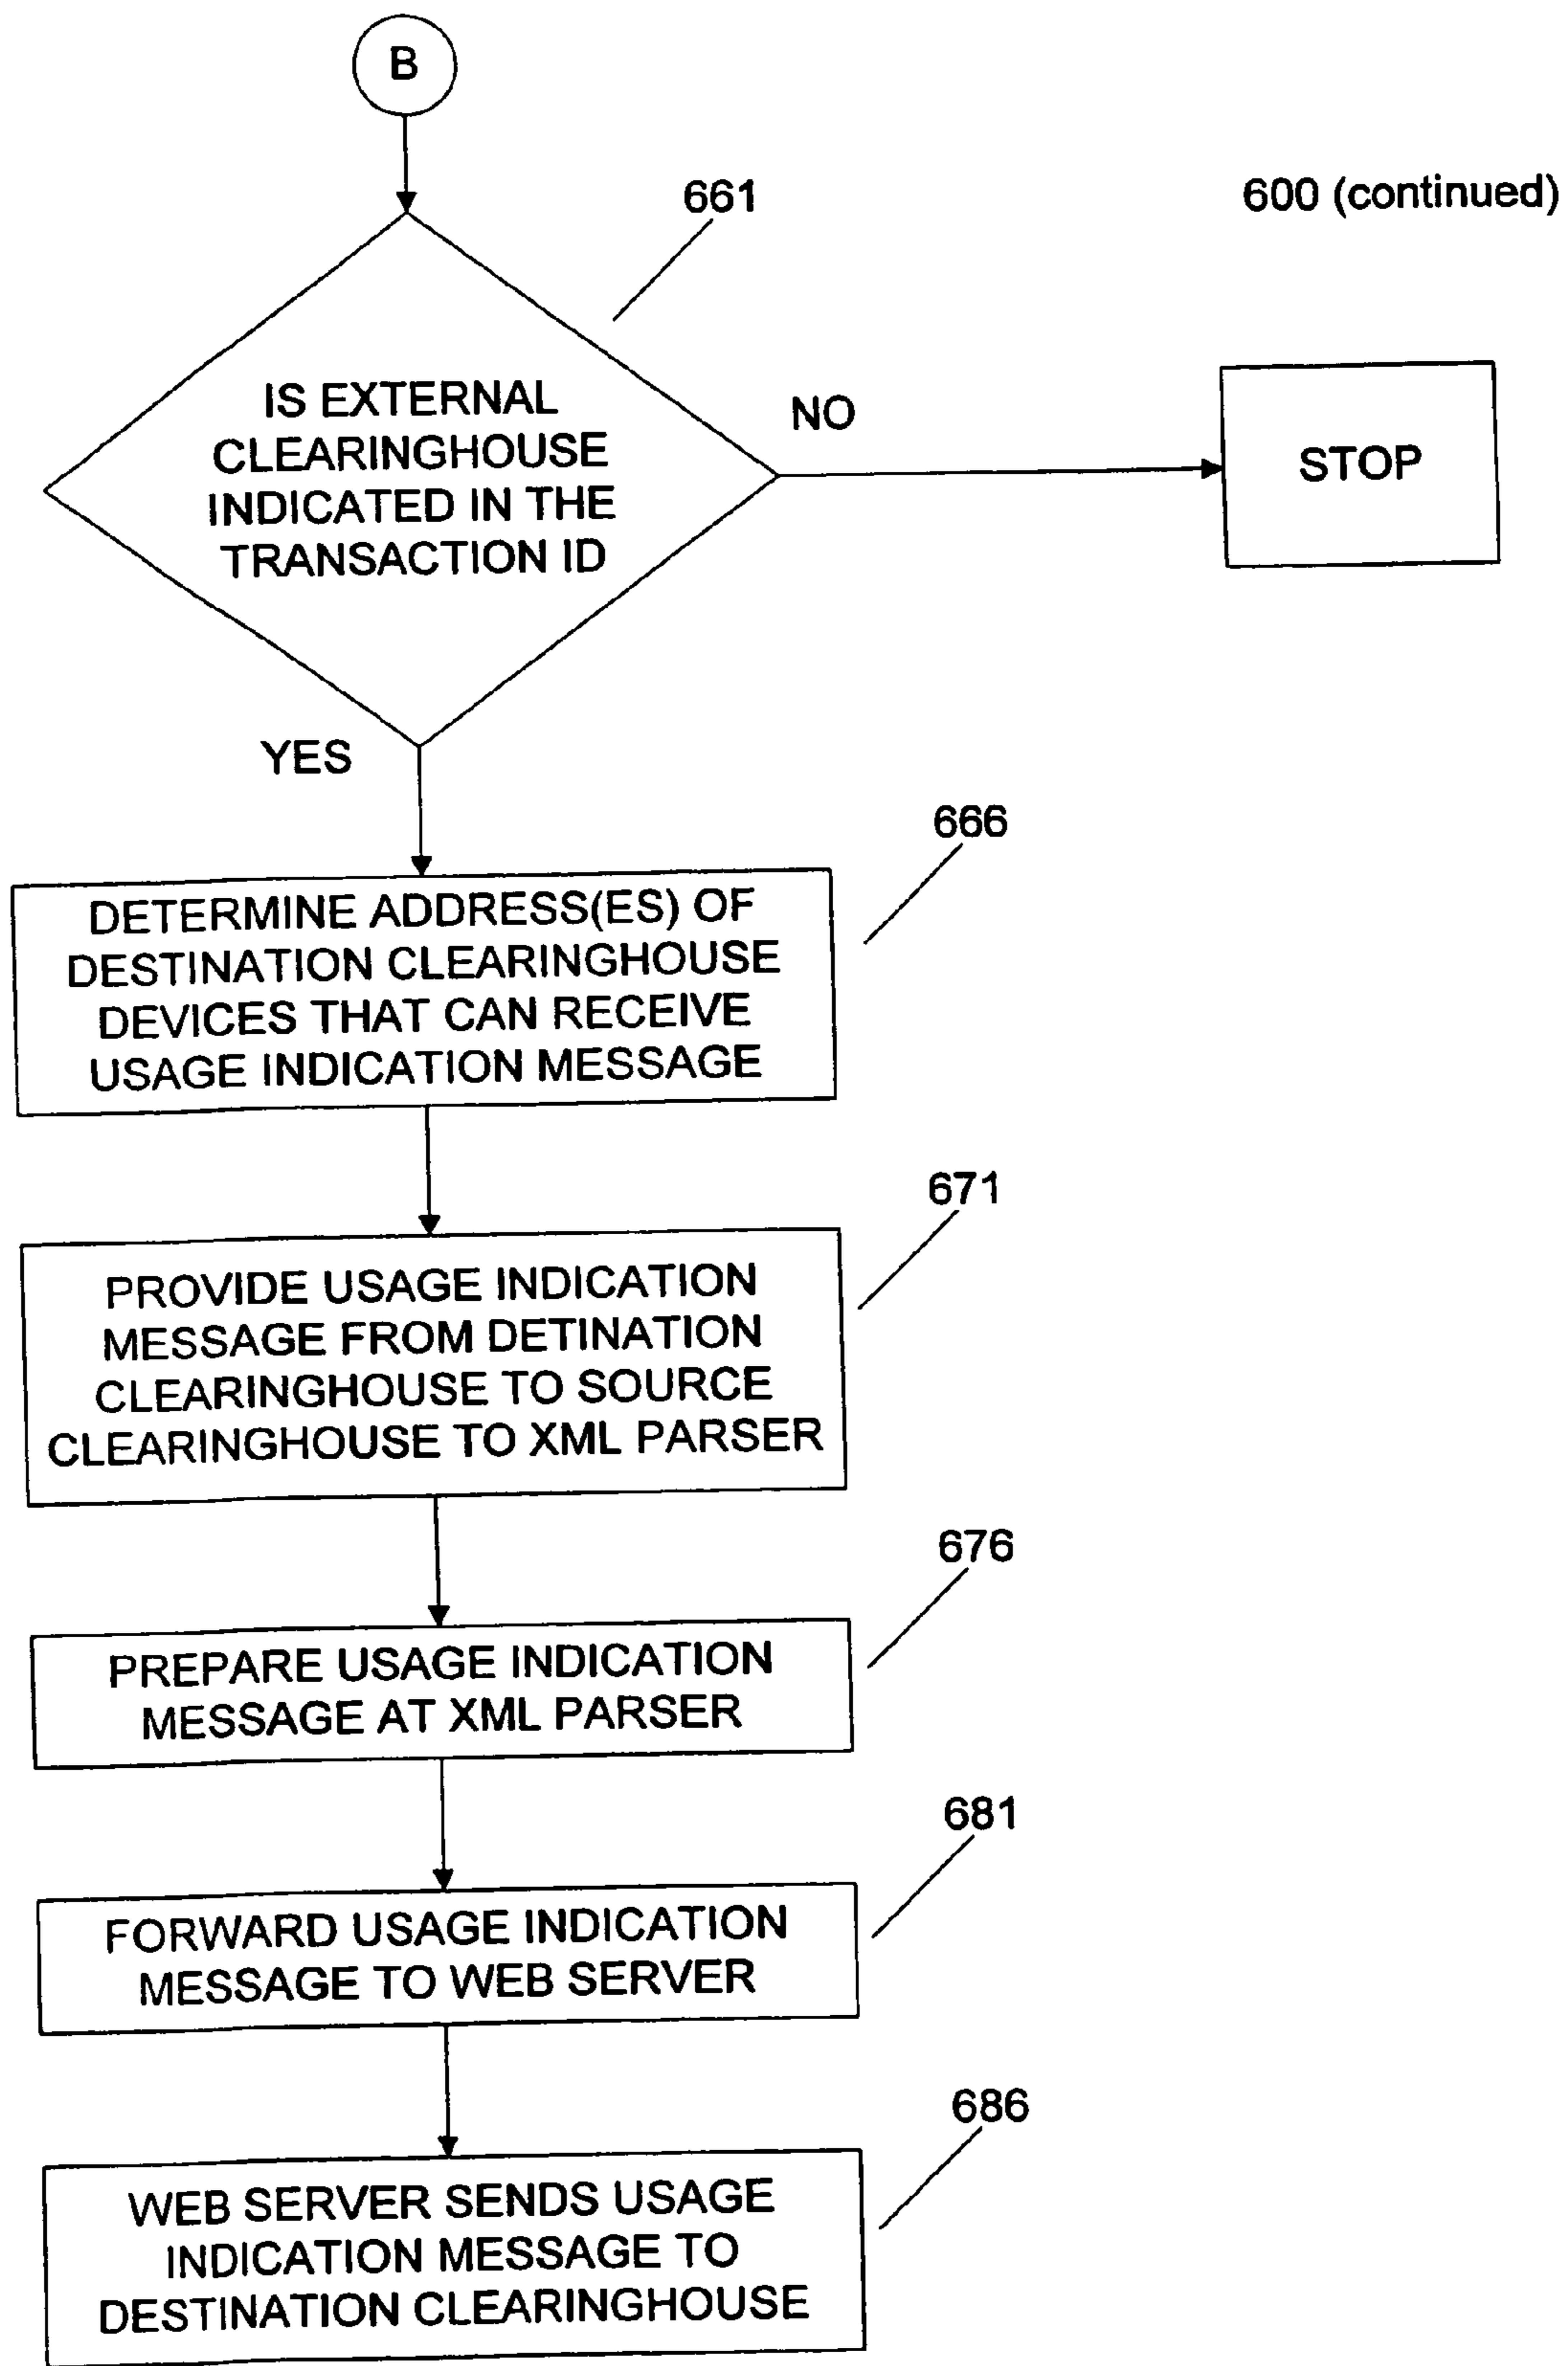 B
661
600 (continued)
IS EXTERNAL
CLEARINGHOUSE
INDICATED IN THE
TRANSACTION ID
NO
STOP
YES
666
DETERMINE ADDRESS(ES) OF
DESTINATION CLEARINGHOUSE
DEVICES THAT CAN RECEIVE
USAGE INDICATION MESSAGE
671
PROVIDE USAGE INDICATION
MESSAGE FROM DETINATION
CLEARINGHOUSE TO SOURCE
CLEARINGHOUSE TO XML PARSER
676
PREPARE USAGE INDICATION
MESSAGE AT XML PARSER
681
FORWARD USAGE INDICATION
MESSAGE TO WEB SERVER
686
WEB SERVER SENDS USAGE
INDICATION MESSAGE TO
DESTINATION CLEARINGHOUSE